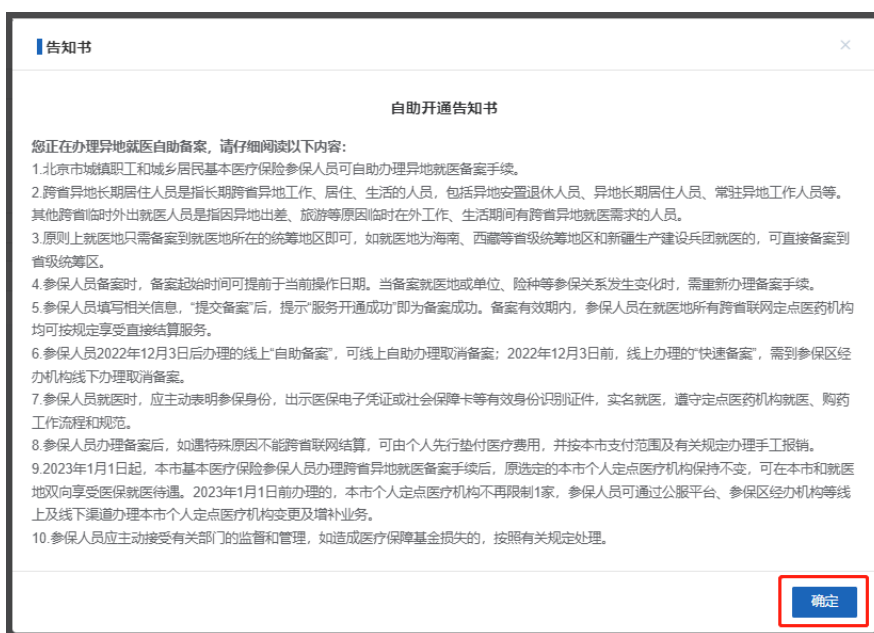 告知书
自助开通告知书
您正在办理异地就医自助备案，请仔细阅读以下内容：
1.北京市城镇职工和城乡居民基本医疗保险参保人员可自助办理异地就医备案手续。
2.跨省异地长期居住人员是指长期跨省异地工作、居住、生活的人员，包括异地安置退休人员、异地长期居住人员、常驻异地工作人员等。
其他跨省临时外出就医人员是指因异地出差、旅游等原因临时在外工作、生活期间有跨省异地就医需求的人员。
3.原则上就医地只需备案到就医地所在的统筹地区即可，如就医地为海南、西藏等省级统筹地区和新疆生产建设兵团就医的，可直接备案到
省级统筹区。
4.参保人员备案时，备案起始时间可提前于当前操作日期。当备案就医地或单位、险种等参保关系发生变化时，需重新办理备案手续。
5.参保人员填写相关信息，“提交备案”后，提示“服务开通成功”即为备案成功。备案有效期内，参保人员在就医地所有跨省联网定点医药机构
均可按规定享受直接结算服务。
6.参保人员2022年12月3日后办理的线上“自助备案”，可线上自助办理取消备案；2022年12月3日前，线上办理的“快速备案”，需到参保区经
办机构线下办理取消备案。
7.参保人员就医时，应主动表明参保身份，出示医保电子凭证或社会保障卡等有效身份识别证件，实名就医，遵守定点医药机构就医、购药
工作流程和规范。
8.参保人员办理备案后，如遇特殊原因不能跨省联网结算，可由个人先行垫付医疗费用，并按本市支付范围及有关规定办理手工报销。
9.2023年1月1日起，本市基本医疗保险参保人员办理跨省异地就医备案手续后，原选定的本市个人定点医疗机构保持不变，可在本市和就医
地双向享受医保就医待遇。2023年1月1日前办理的，本市个人定点医疗机构不再限制1家，参保人员可通过公服平台、参保区经办机构等线
上及线下渠道办理本市个人定点医疗机构变更及增补业务。
10.参保人员应主动接受有关部门的监督和管理，如造成医疗保障基金损失的，按照有关规定处理。
确定